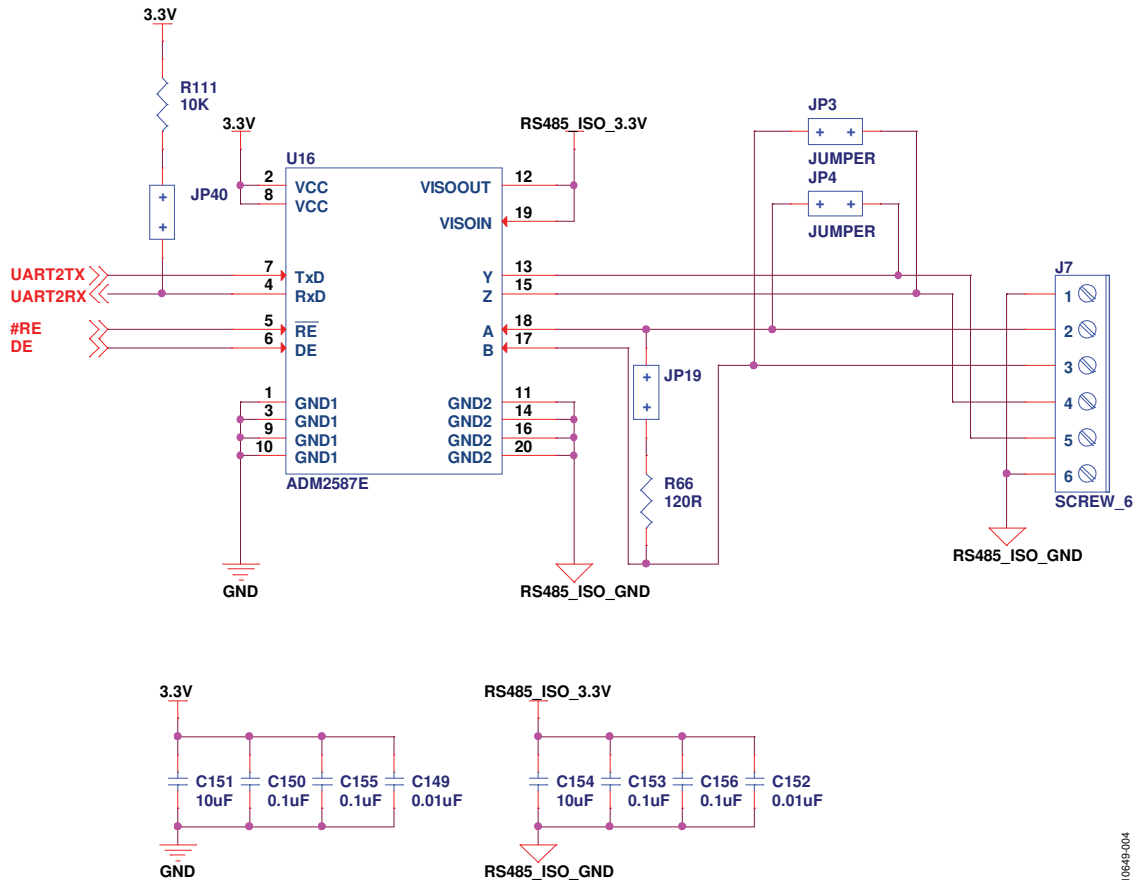 3.3V
R111
10K
JP40
3.3V
RS485_ISO_3.3V
JP3
JUMPER
JP4
JUMPER
U16
2 VCC
8 VCC
VISOOUT 12
VISOIN 19
UART2TX
7 TxD
UART2RX
4 RxD
#RE
5 RE
DE
6 DE
Y 13
Z 15
A 18
B 17
1 GND1
3 GND1
9 GND1
10 GND1
GND2 11
GND2 14
GND2 16
GND2 20
ADM2587E
JP19
R66
120R
J7
1
2
3
4
5
6
SCREW_6
GND
RS485_ISO_GND
RS485_ISO_GND
3.3V
C151
10uF
C150
0.1uF
C155
0.1uF
C149
0.01uF
GND
RS485_ISO_3.3V
C154
10uF
C153
0.1uF
C156
0.1uF
C152
0.01uF
RS485_ISO_GND
10649-004